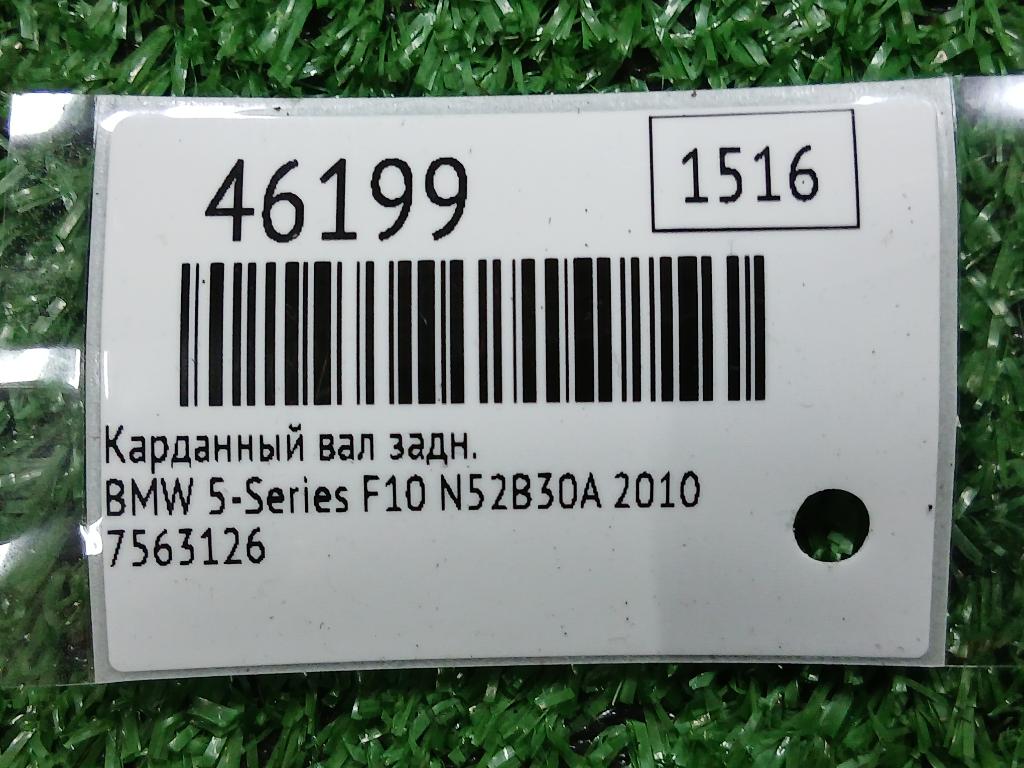 46199
1516
Карданный вал задн.
BMW 5-Series F10 N52B30A 2010
7563126